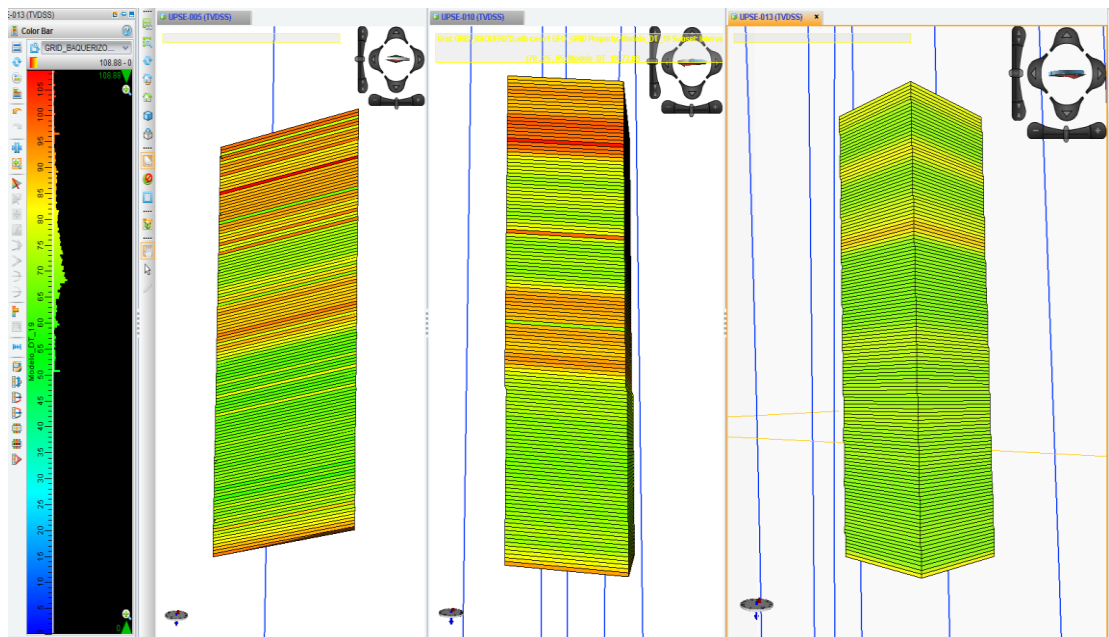 E-013 (TVDSS)
Color Bar
GRID_BAQUERIZO...
108.88 - 0
108.88
105
100
95
90
85
80
75
70
65
60
55
50
45
40
35
30
25
20
15
10
5
0
Modelo_DT_19
UPSE-005 (TVDSS)
UPSE-010 (TVDSS)
UPSE-013 (TVDSS)